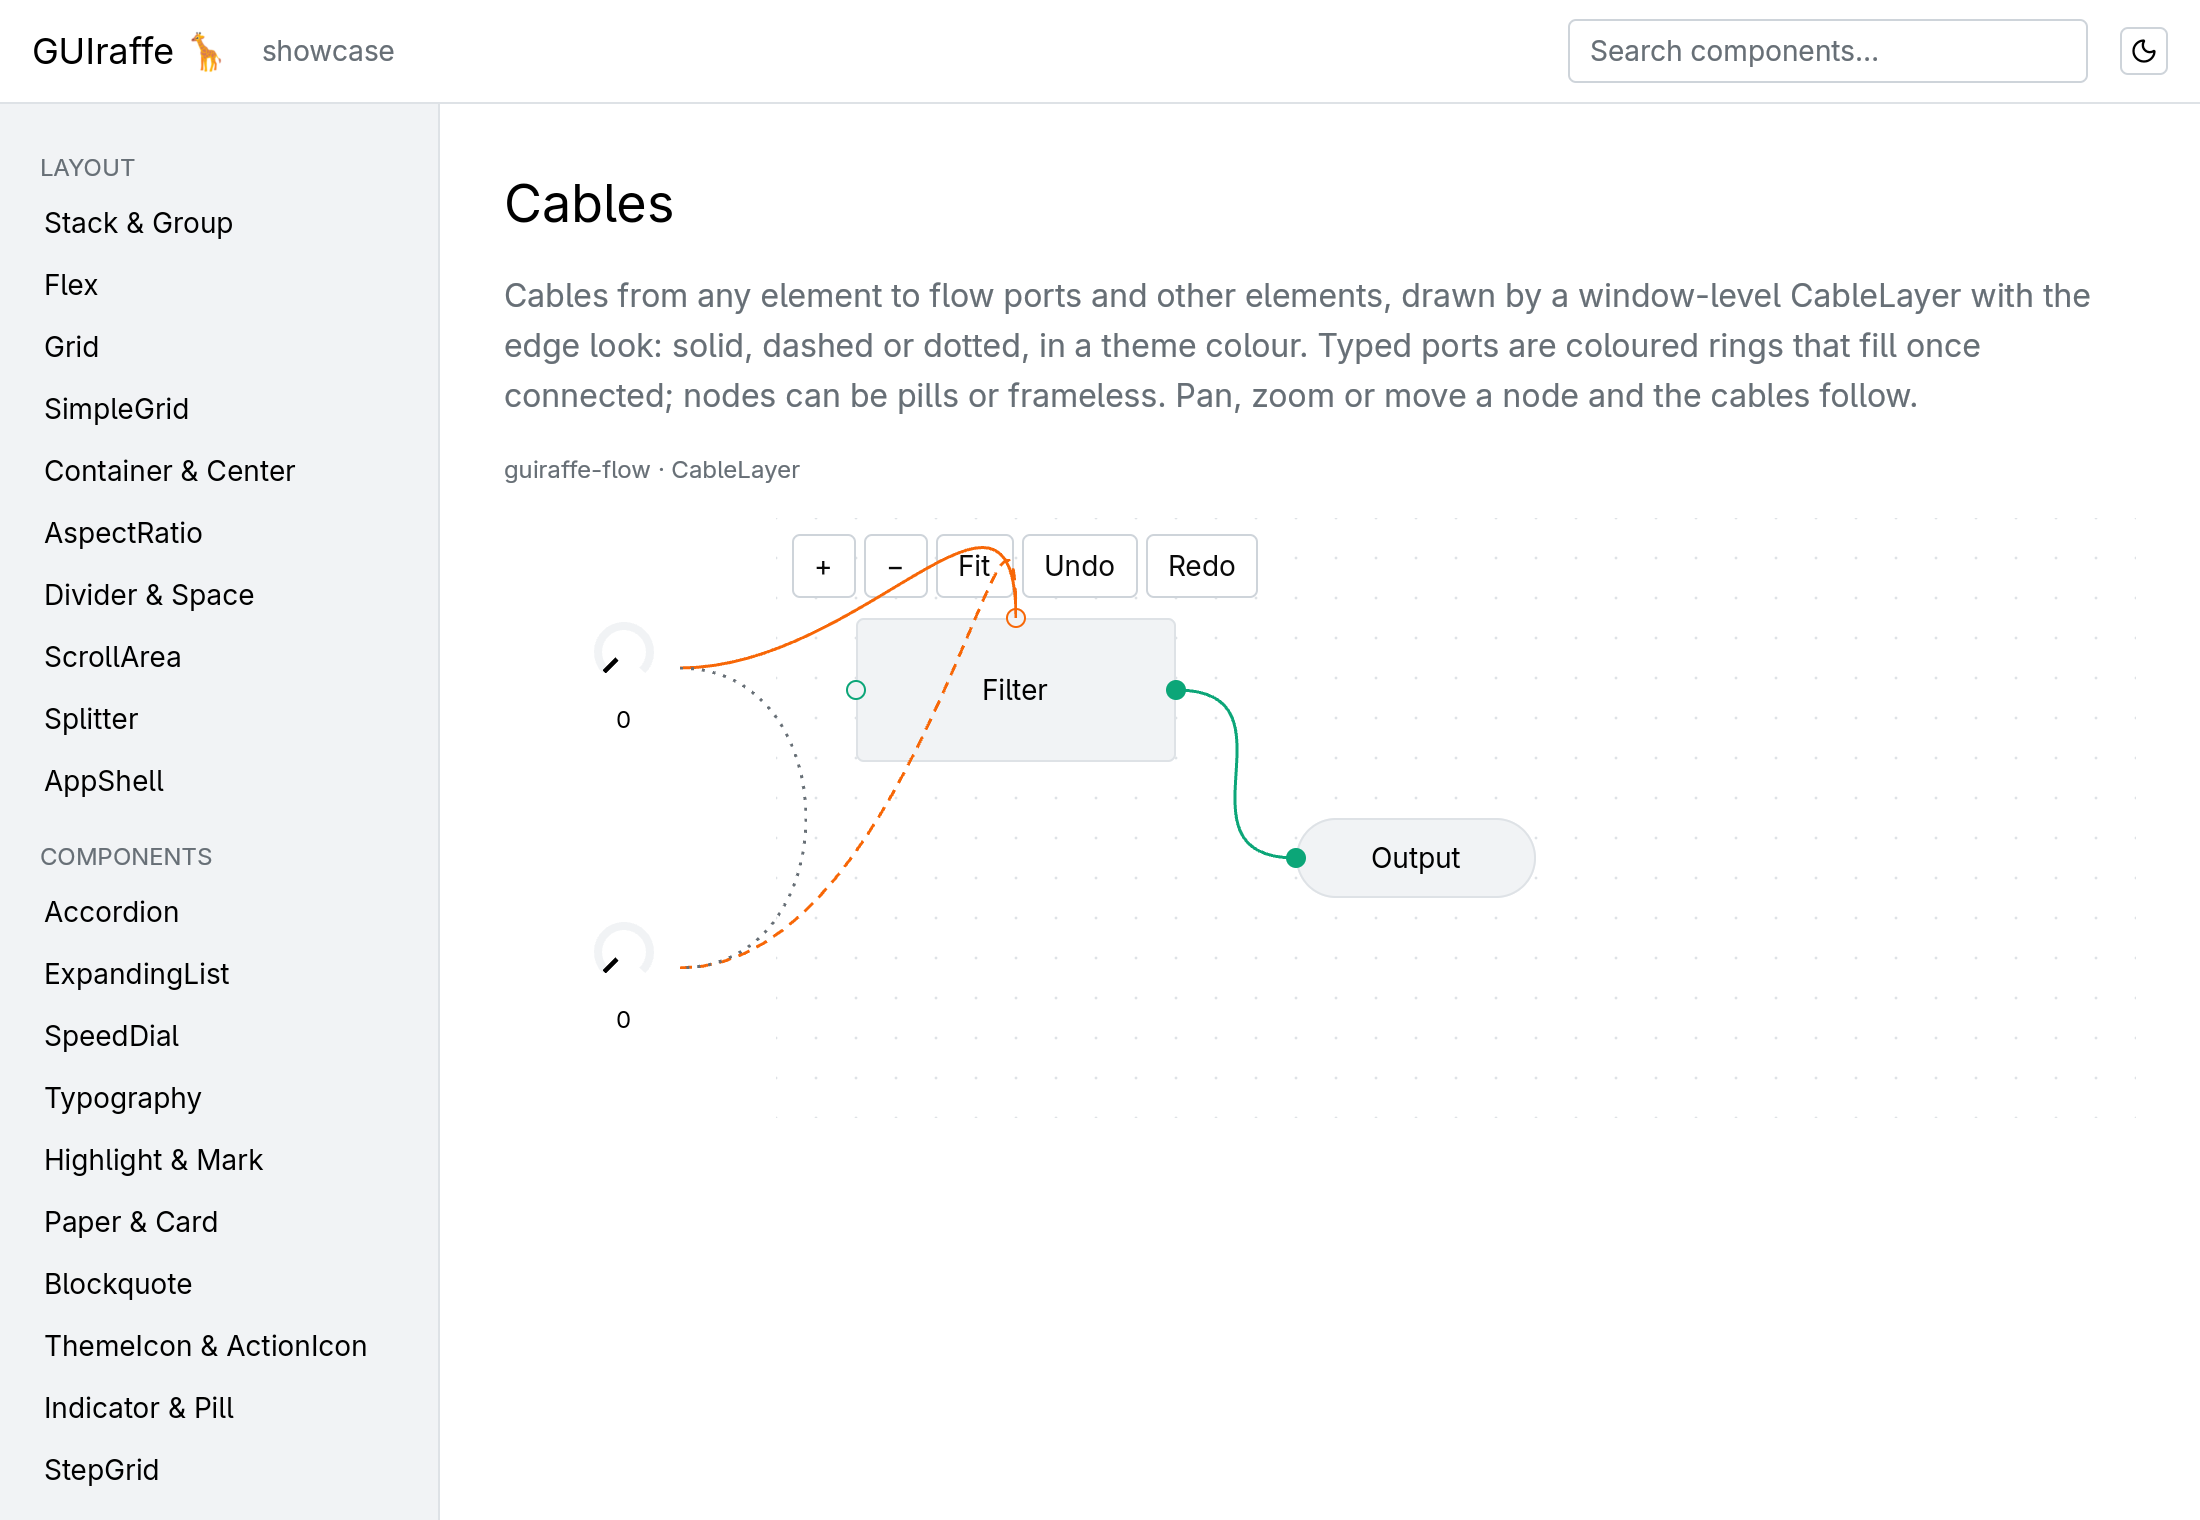 GUIraffe 🦒 showcase
Search components...
LAYOUT
Stack & Group
Flex
Grid
SimpleGrid
Container & Center
AspectRatio
Divider & Space
ScrollArea
Splitter
AppShell
COMPONENTS
Accordion
ExpandingList
SpeedDial
Typography
Highlight & Mark
Paper & Card
Blockquote
ThemeIcon & ActionIcon
Indicator & Pill
StepGrid
Cables
Cables from any element to flow ports and other elements, drawn by a window-level CableLayer with the
edge look: solid, dashed or dotted, in a theme colour. Typed ports are coloured rings that fill once
connected; nodes can be pills or frameless. Pan, zoom or move a node and the cables follow.
guiraffe-flow · CableLayer
+ − Fit Undo Redo
Filter
0
Output
0